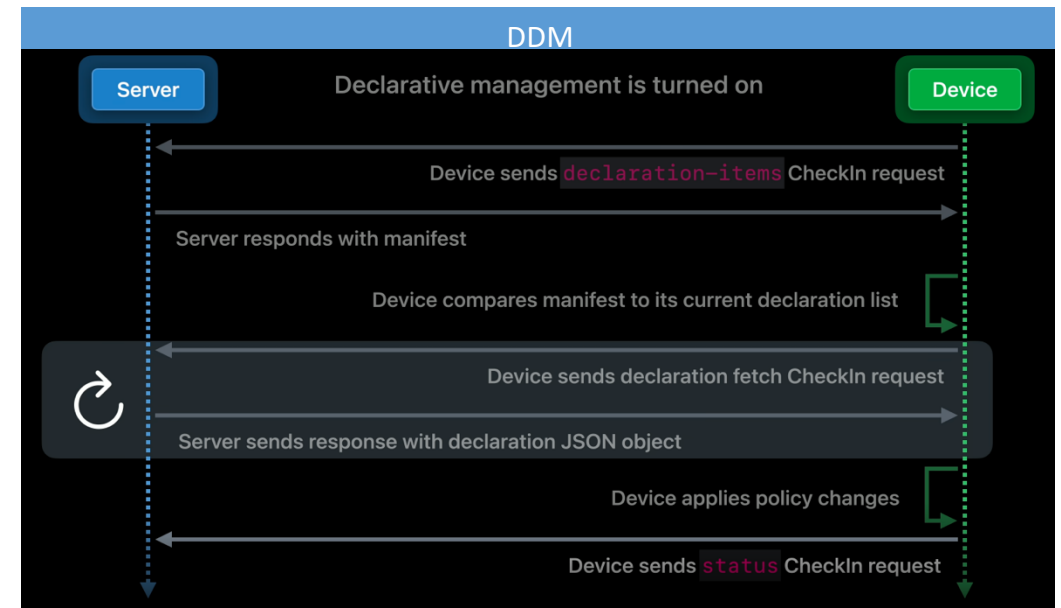 DDM
Server
Declarative management is turned on
Device
Device sends declaration-items CheckIn request
Server responds with manifest
Device compares manifest to its current declaration list
Device sends declaration fetch CheckIn request
Server sends response with declaration JSON object
Device applies policy changes
Device sends status CheckIn request